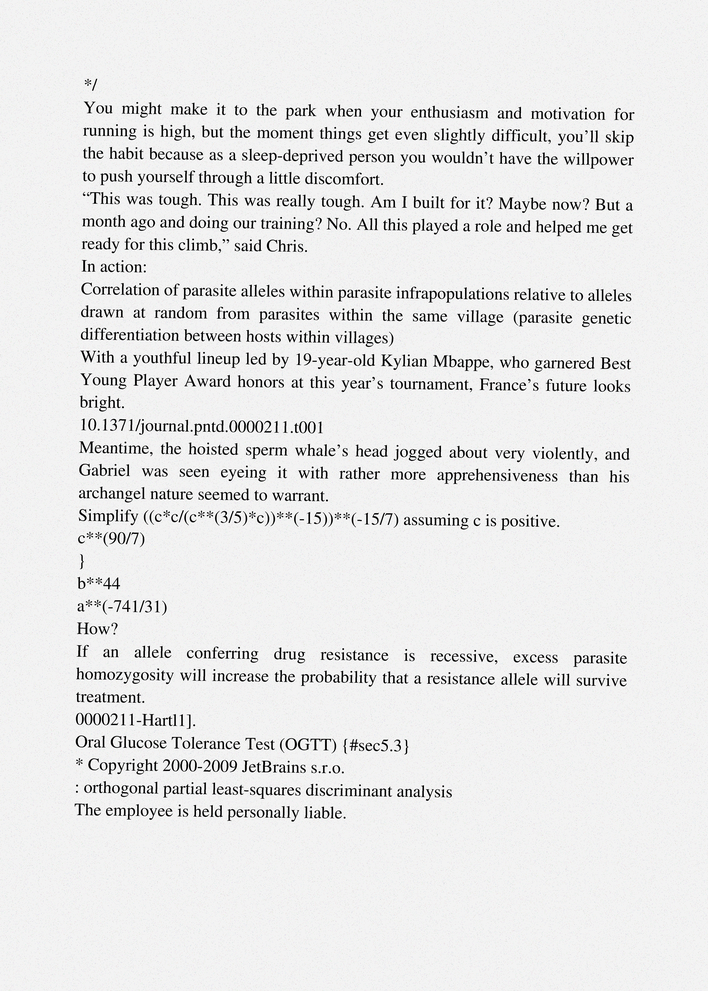 */
You might make it to the park when your enthusiasm and motivation for
running is high, but the moment things get even slightly difficult, you’ll skip
the habit because as a sleep-deprived person you wouldn’t have the willpower
to push yourself through a little discomfort.
“This was tough. This was really tough. Am I built for it? Maybe now? But a
month ago and doing our training? No. All this played a role and helped me get
ready for this climb,” said Chris.
In action:
Correlation of parasite alleles within parasite infrapopulations relative to alleles
drawn at random from parasites within the same village (parasite genetic
differentiation between hosts within villages)
With a youthful lineup led by 19-year-old Kylian Mbappe, who garnered Best
Young Player Award honors at this year’s tournament, France’s future looks
bright.
10.1371/journal.pntd.0000211.t001
Meantime, the hoisted sperm whale’s head jogged about very violently, and
Gabriel was seen eyeing it with rather more apprehensiveness than his
archangel nature seemed to warrant.
Simplify ((c*c/(c**(3/5)*c))**(-15))**(-15/7) assuming c is positive.
c**(90/7)
}
b**44
a**(-741/31)
How?
If an allele conferring drug resistance is recessive, excess parasite
homozygosity will increase the probability that a resistance allele will survive
treatment.
0000211-Hartl1].
Oral Glucose Tolerance Test (OGTT) {#sec5.3}
* Copyright 2000-2009 JetBrains s.r.o.
: orthogonal partial least-squares discriminant analysis
The employee is held personally liable.